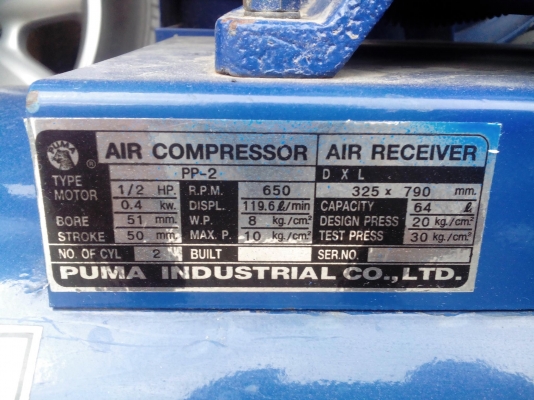 PUMA ® AIR COMPRESSOR AIR RECEIVER
TYPE PP-2 D X L
MOTOR 1/2 HP. R.P.M. 650 325 x 790 mm.
0.4 kw. DISPL. 119.6 ℓ/min CAPACITY 64 ℓ
BORE 51 mm. W.P. 8 kg./cm² DESIGN PRESS 20 kg./cm²
STROKE 50 mm. MAX. P. 10 kg./cm² TEST PRESS 30 kg./cm²
NO. OF CYL 2 BUILT SER.NO.
PUMA INDUSTRIAL CO.,LTD.